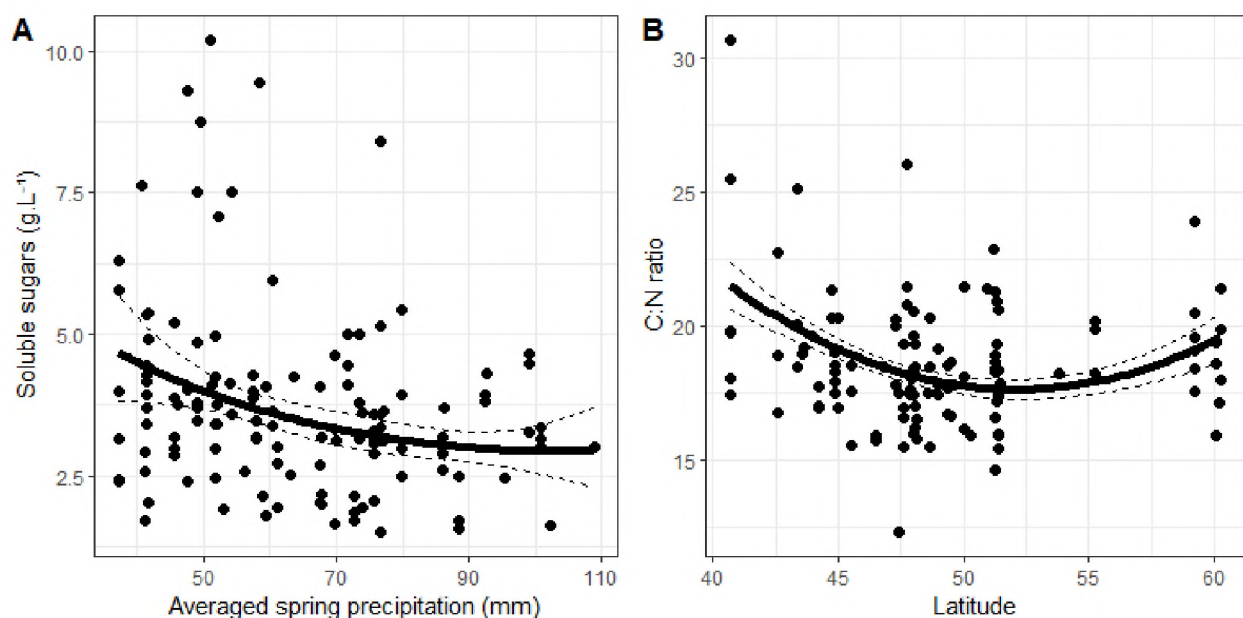 A
Soluble sugars (g.L⁻¹)
10.0
7.5
5.0
2.5
50 70 90 110
Averaged spring precipitation (mm)
B
C:N ratio
30
25
20
15
40 45 50 55 60
Latitude